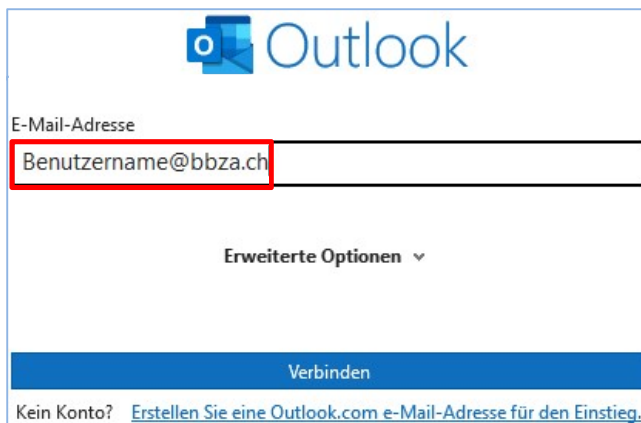 Outlook
E-Mail-Adresse
Benutzername@bbza.ch
Erweiterte Optionen
Verbinden
Kein Konto? Erstellen Sie eine Outlook.com e-Mail-Adresse für den Einstieg.